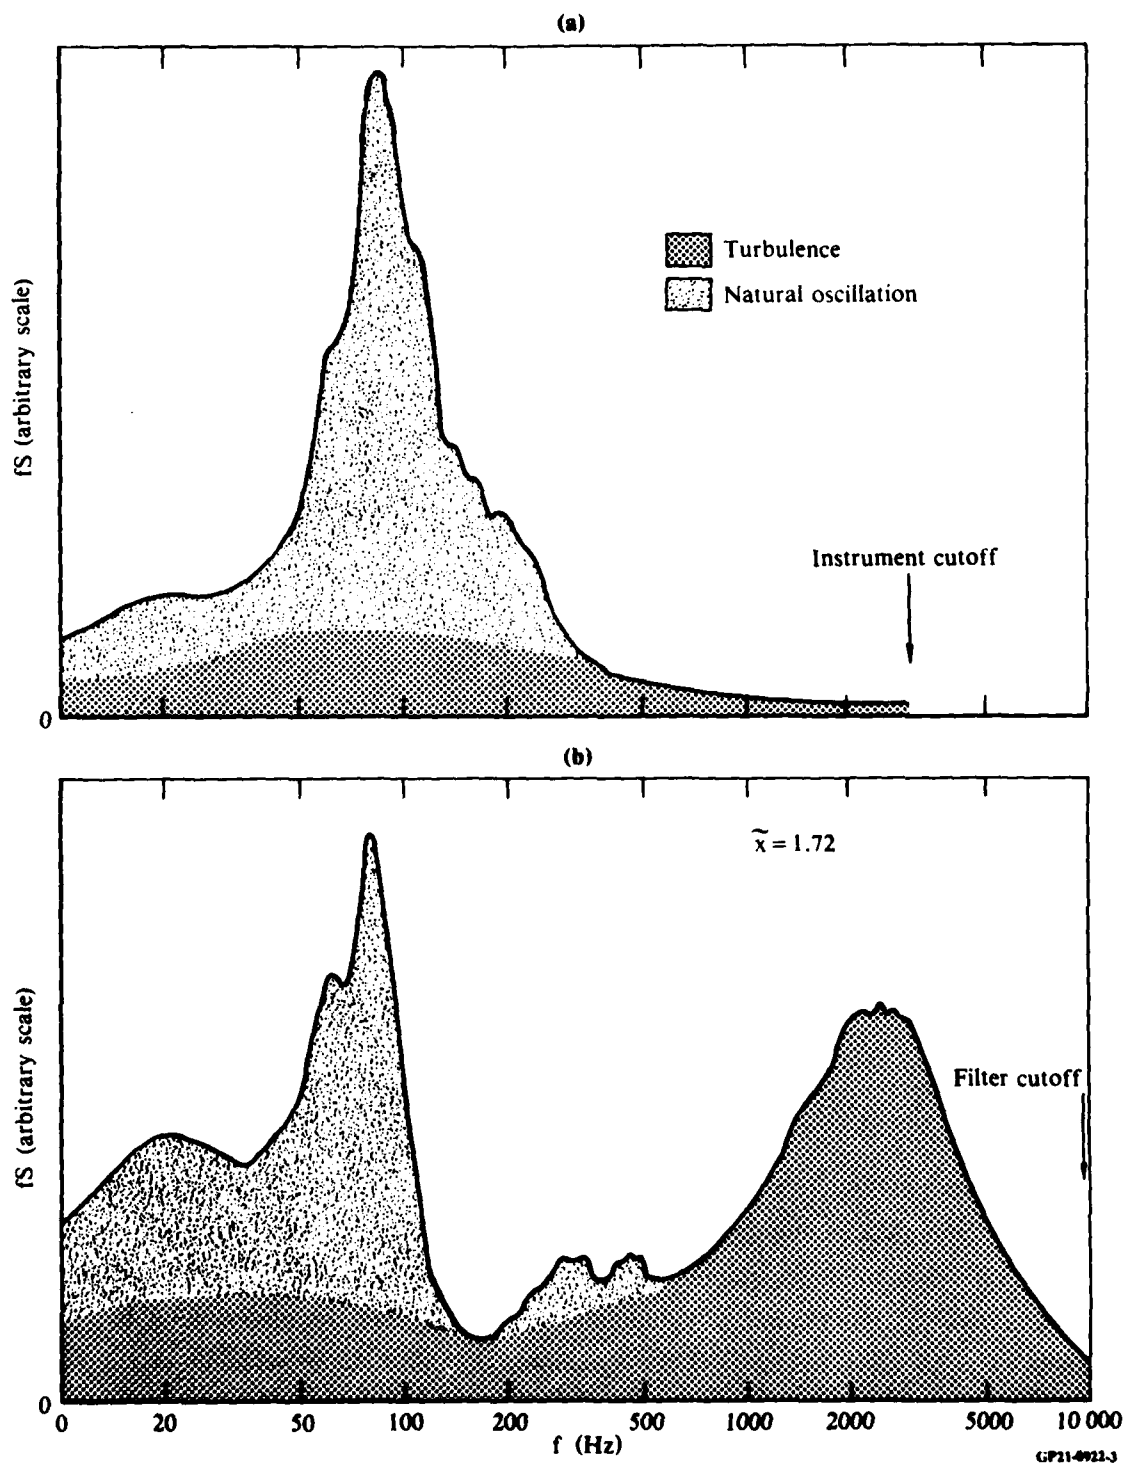 (a)
fS (arbitrary scale)
Turbulence
Natural oscillation
Instrument cutoff
0
(b)
x̃ = 1.72
fS (arbitrary scale)
Filter cutoff
0
0 20 50 100 200 500 1000 2000 5000 10 000
f (Hz)
GP21-0922-3